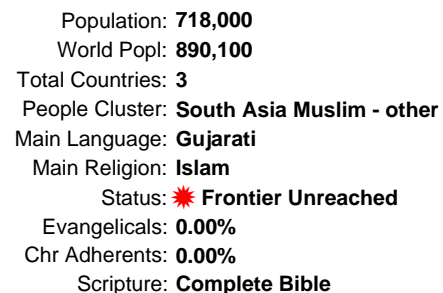 Population: 718,000
World Popl: 890,100
Total Countries: 3
People Cluster: South Asia Muslim - other
Main Language: Gujarati
Main Religion: Islam
Status: Frontier Unreached
Evangelicals: 0.00%
Chr Adherents: 0.00%
Scripture: Complete Bible